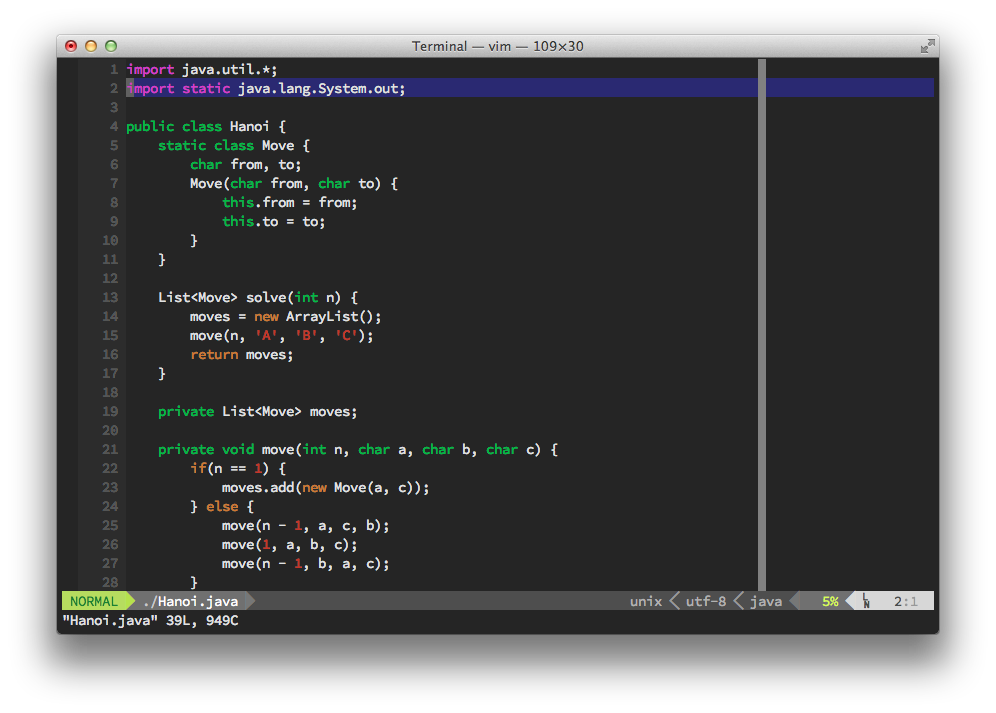 Terminal — vim — 109×30
1 import java.util.*;
2 import static java.lang.System.out;
3
4 public class Hanoi {
5     static class Move {
6         char from, to;
7         Move(char from, char to) {
8             this.from = from;
9             this.to = to;
10         }
11     }
12
13     List<Move> solve(int n) {
14         moves = new ArrayList();
15         move(n, 'A', 'B', 'C');
16         return moves;
17     }
18
19     private List<Move> moves;
20
21     private void move(int n, char a, char b, char c) {
22         if(n == 1) {
23             moves.add(new Move(a, c));
24         } else {
25             move(n - 1, a, c, b);
26             move(1, a, b, c);
27             move(n - 1, b, a, c);
28         }
NORMAL ./Hanoi.java unix utf-8 java 5% LN 2:1
"Hanoi.java" 39L, 949C